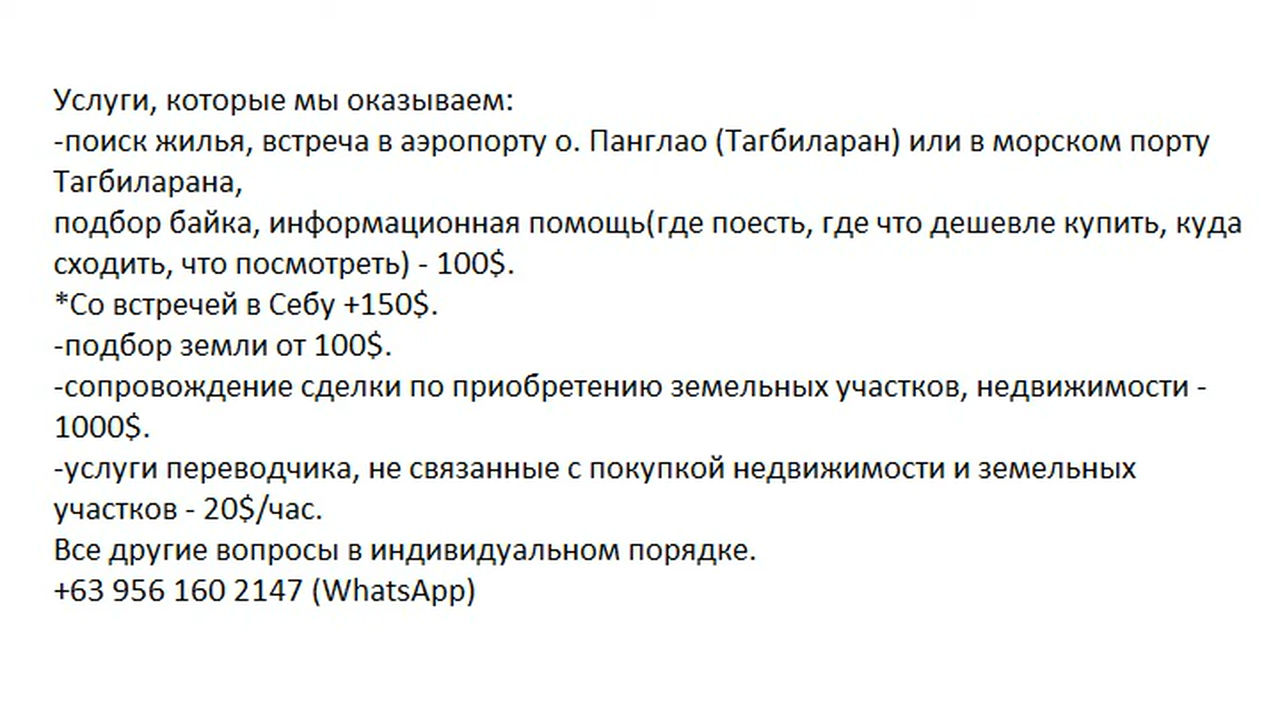 Услуги, которые мы оказываем:
-поиск жилья, встреча в аэропорту о. Панглао (Тагбиларан) или в морском порту
Тагбиларана,
подбор байка, информационная помощь(где поесть, где что дешевле купить, куда
сходить, что посмотреть) - 100$.
*Со встречей в Себу +150$.
-подбор земли от 100$.
-сопровождение сделки по приобретению земельных участков, недвижимости -
1000$.
-услуги переводчика, не связанные с покупкой недвижимости и земельных
участков - 20$/час.
Все другие вопросы в индивидуальном порядке.
+63 956 160 2147 (WhatsApp)